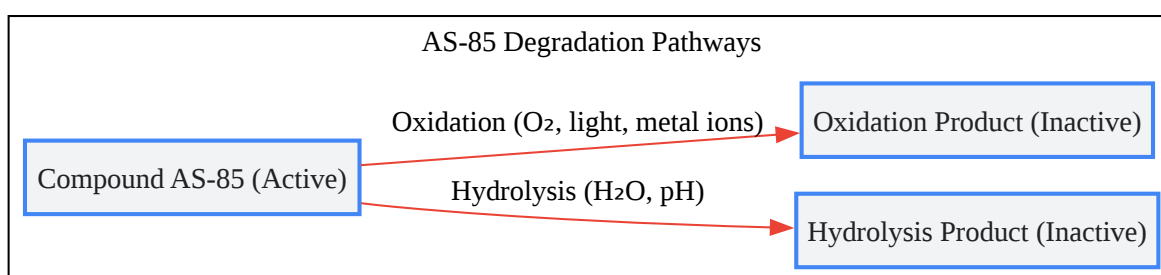 AS-85 Degradation Pathways
Oxidation (O₂, light, metal ions)
Oxidation Product (Inactive)
Compound AS-85 (Active)
Hydrolysis (H₂O, pH)
Hydrolysis Product (Inactive)